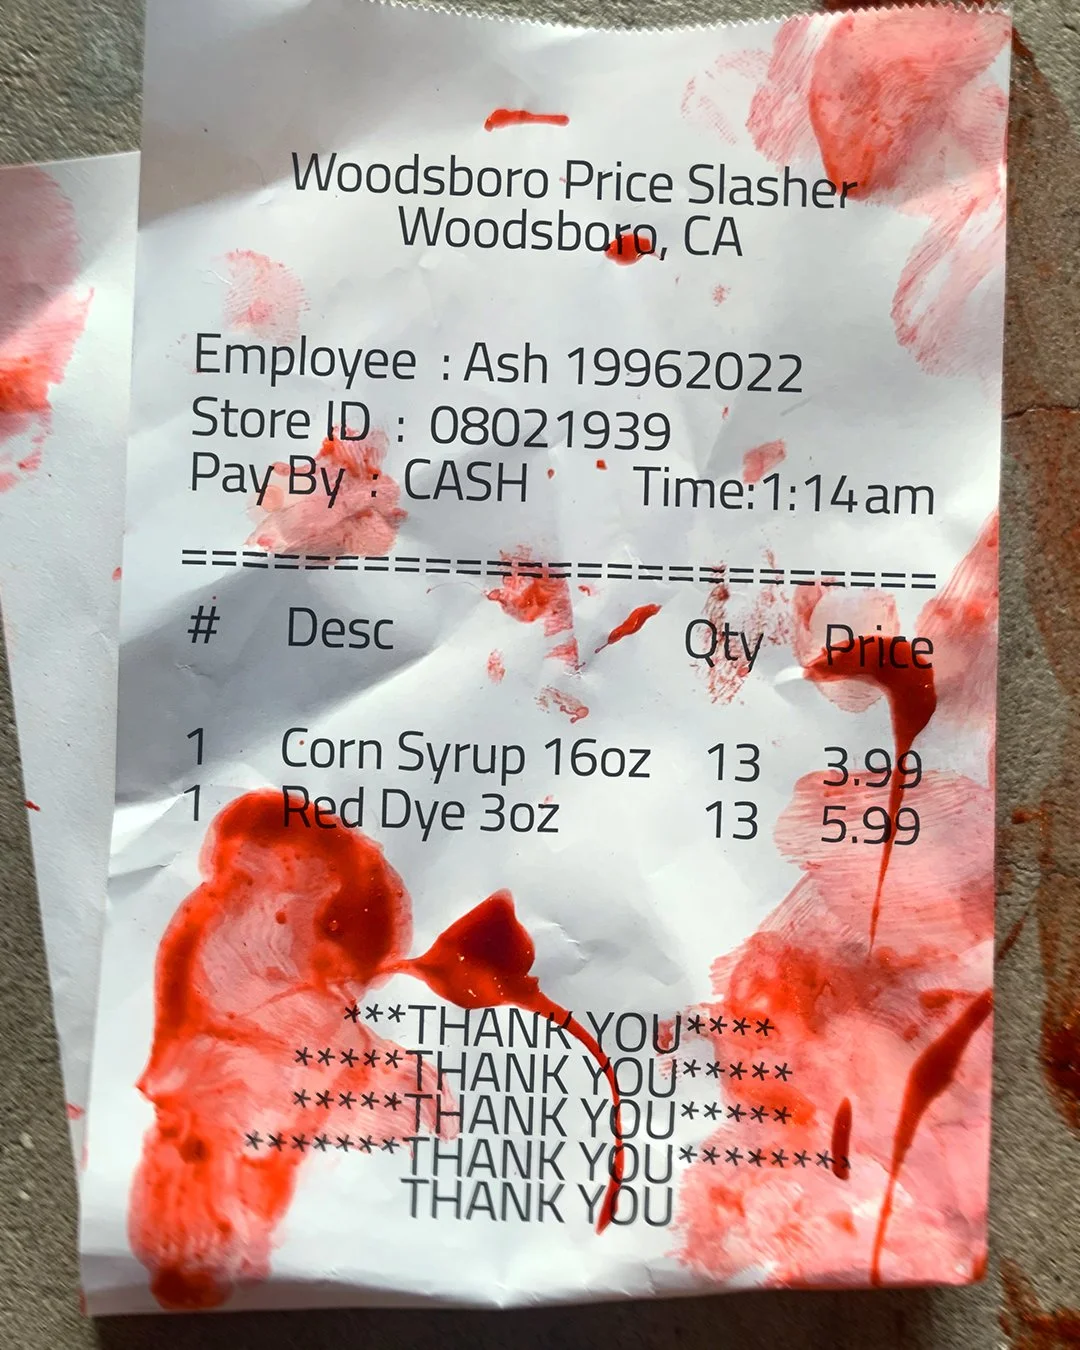 Woodsboro Price Slasher
Woodsboro, CA
Employee : Ash 19962022
Store ID : 08021939
Pay By : CASH Time:1:14am
===========================
# Desc Qty Price
1 Corn Syrup 16oz 13 3.99
1 Red Dye 3oz 13 5.99
***THANK YOU****
*****THANK YOU*****
*****THANK YOU*****
*******THANK YOU********
THANK YOU